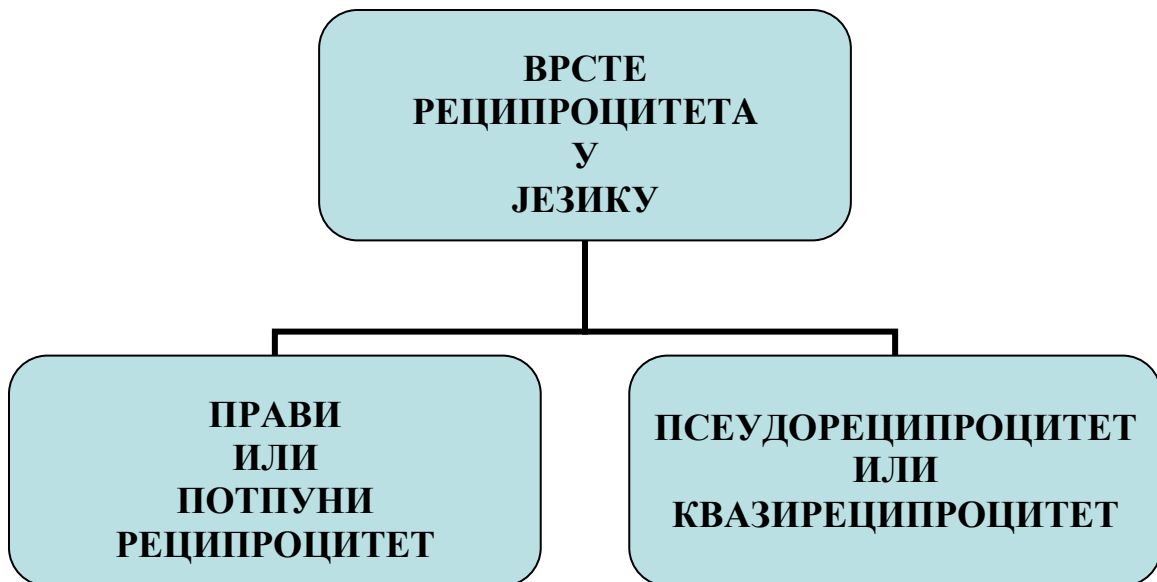 ВРСТЕ
РЕЦИПРОЦИТЕТА
У
ЈЕЗИКУ
ПРАВИ
ИЛИ
ПОТПУНИ
РЕЦИПРОЦИТЕТ
ПСЕУДОРЕЦИПРОЦИТЕТ
ИЛИ
КВАЗИРЕЦИПРОЦИТЕТ